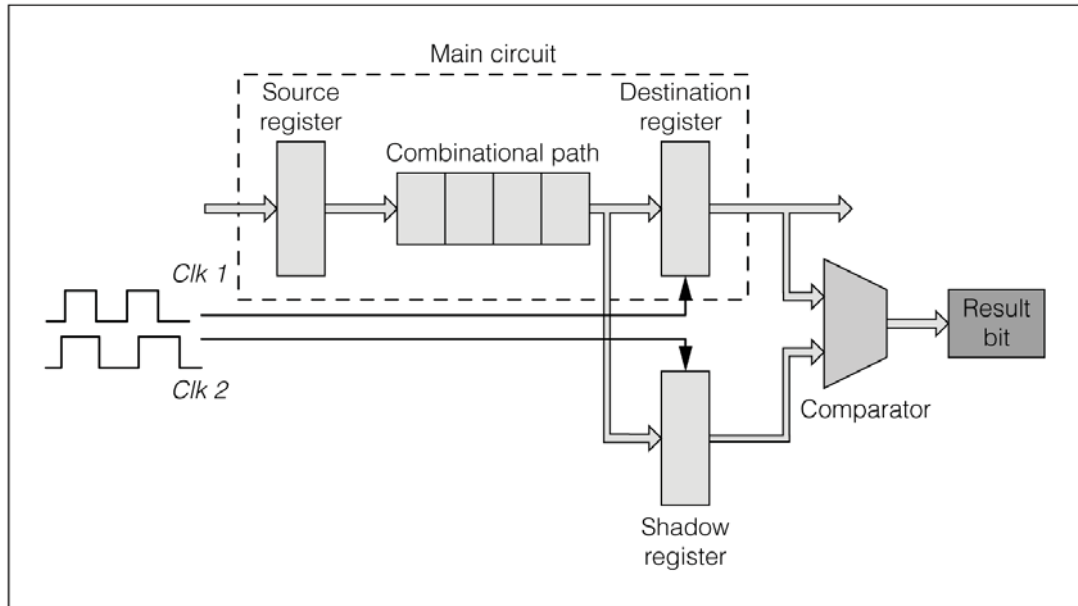 Main circuit
Source
register
Destination
register
Combinational path
Clk 1
Clk 2
Result
bit
Comparator
Shadow
register